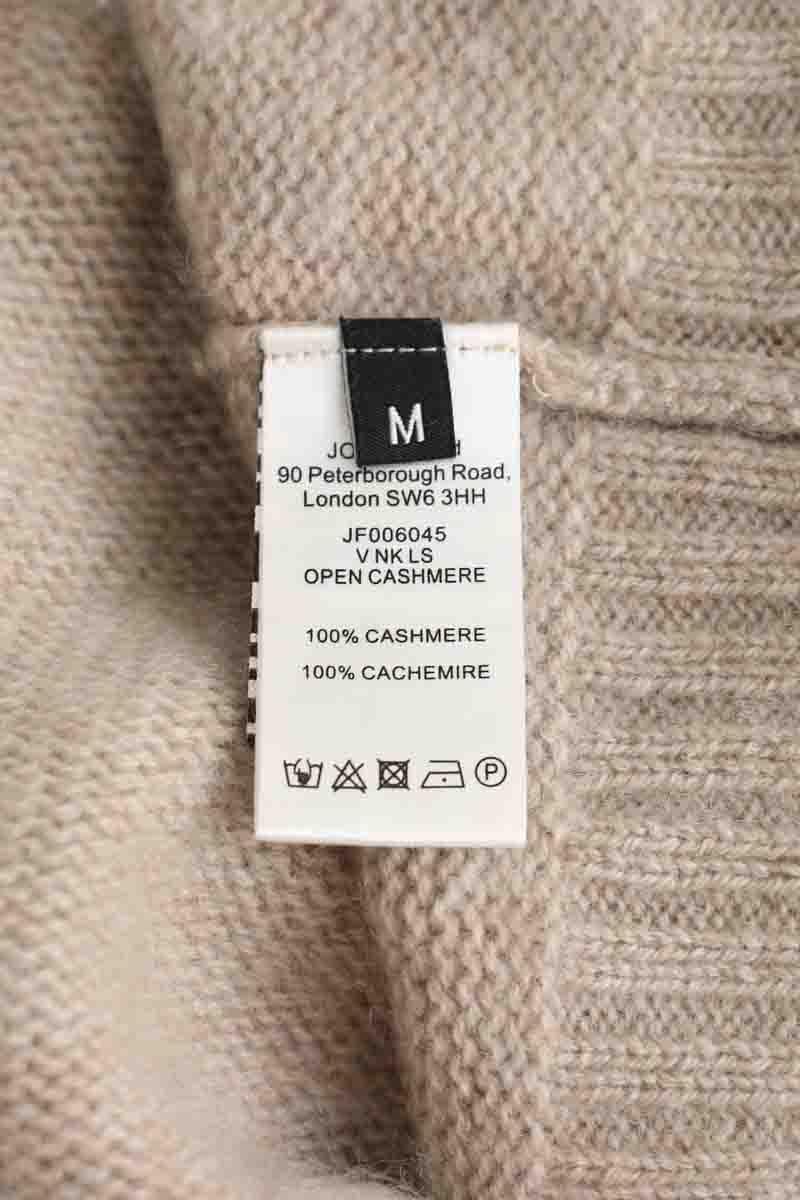 M
90 Peterborough Road,
London SW6 3HH
JF006045
V NK LS
OPEN CASHMERE
100% CASHMERE
100% CACHEMIRE
P